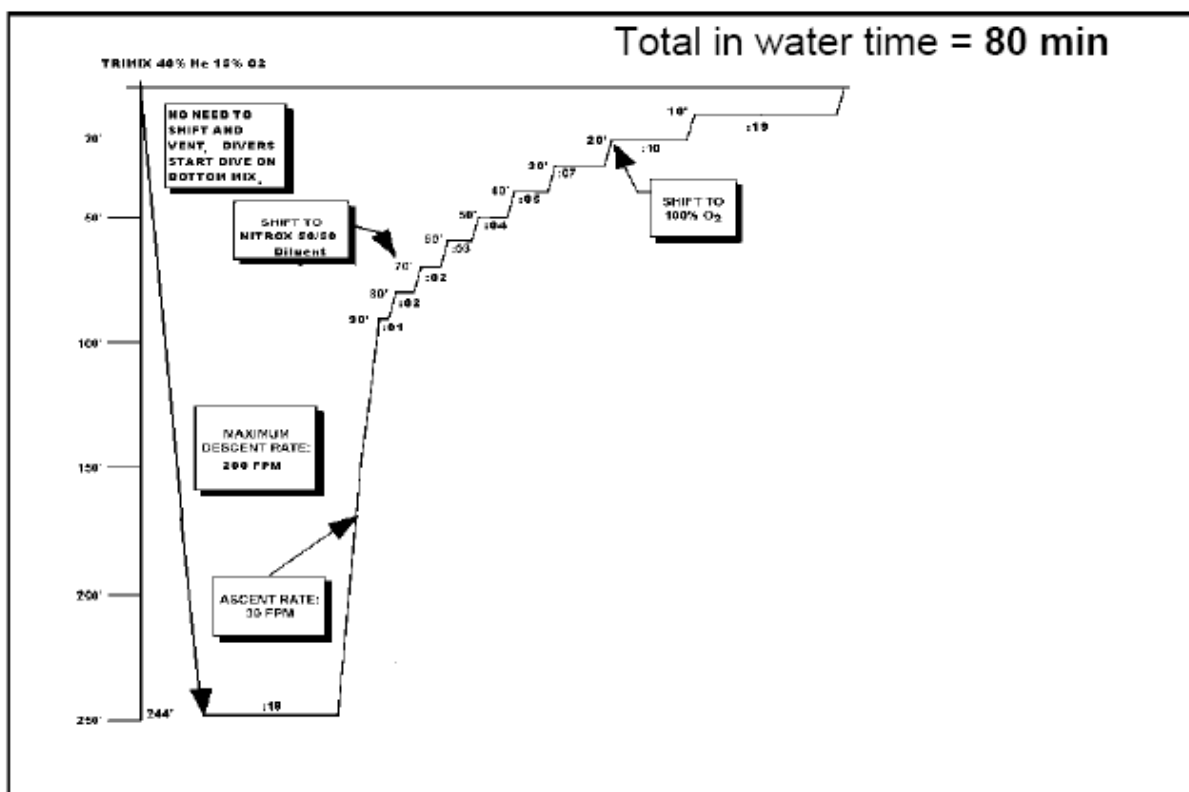 Total in water time = 80 min
TRIMIX 40% He 15% O2
NO NEED TO
SHIFT AND
VENT, DIVERS
START DIVE ON
BOTTOM MIX.
10'
:19
20'
:10
30'
:07
40'
:05
50'
:04
60'
:03
70'
:02
80'
:02
90'
:01
SHIFT TO
100% O2
SHIFT TO
NITROX 50/50
Diluent
50'
100'
150'
MAXIMUM
DESCENT RATE:
200 FPM
ASCENT RATE:
30 FPM
250'
244'
:18